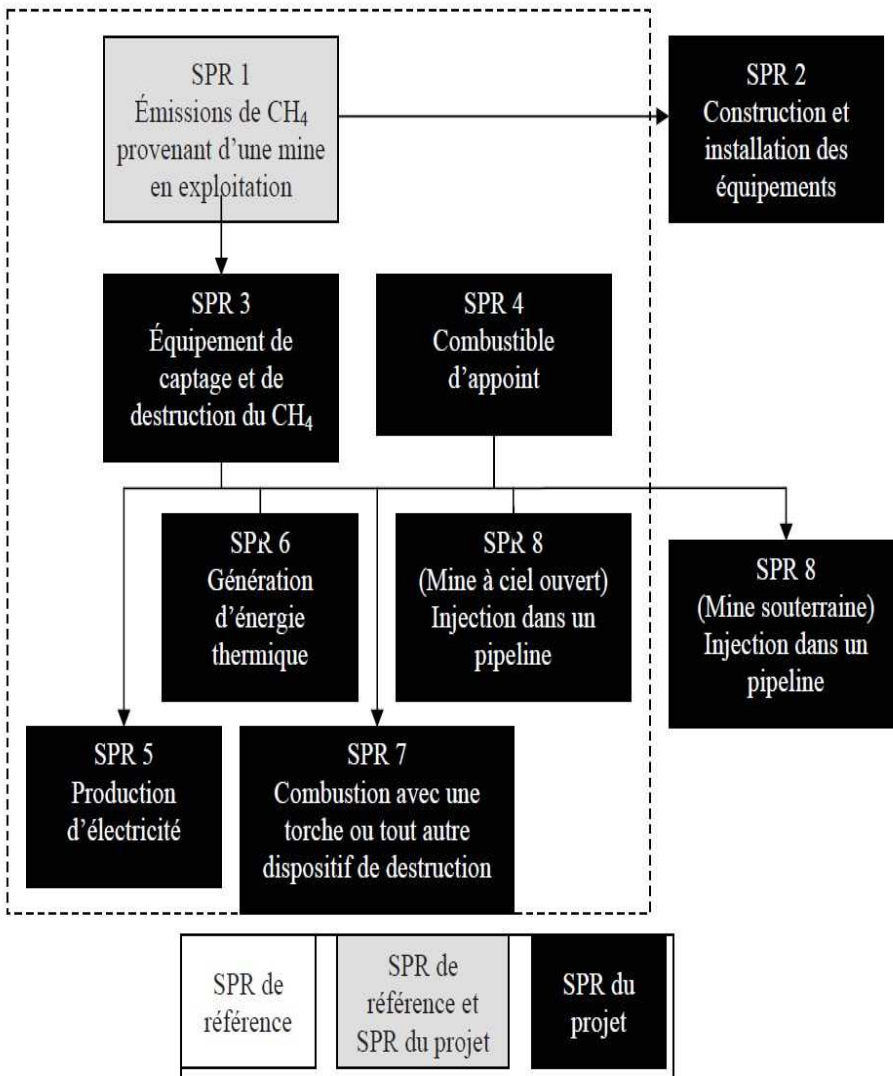 SPR 1
Émissions de CH₄
provenant d’une mine
en exploitation
SPR 2
Construction et
installation des
équipements
SPR 3
Équipement de
captage et de
destruction du CH₄
SPR 4
Combustible
d’appoint
SPR 6
Génération
d’énergie
thermique
SPR 8
(Mine à ciel ouvert)
Injection dans un
pipeline
SPR 8
(Mine souterraine)
Injection dans un
pipeline
SPR 5
Production
d’électricité
SPR 7
Combustion avec une
torche ou tout autre
dispositif de destruction
SPR de
référence
SPR de
référence et
SPR du projet
SPR du
projet